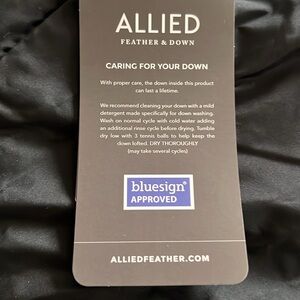 ALLIED
FEATHER & DOWN
CARING FOR YOUR DOWN
With proper care, the down inside this product
can last a lifetime.
We recommend cleaning your down with a mild
detergent made specifically for down washing.
Wash on normal cycle with cold water adding
an additional rinse cycle before drying. Tumble
dry low with 3 tennis balls to help keep the
down lofted. DRY THOROUGHLY
(may take several cycles)
bluesign®
APPROVED
ALLIEDFEATHER.COM